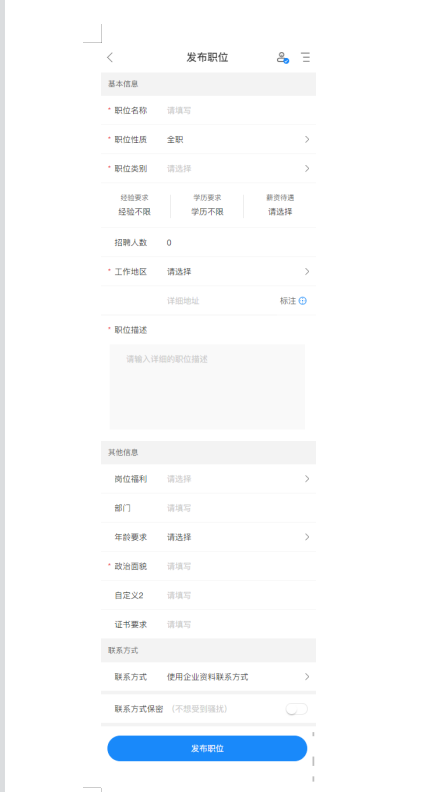 发布职位
基本信息
* 职位名称 请填写
* 职位性质 全职
* 职位类别 请选择
经验要求 学历要求 薪资待遇
经验不限 学历不限 请选择
招聘人数 0
* 工作地区 请选择
详细地址 标注
* 职位描述
请输入详细的职位描述
其他信息
岗位福利 请选择
部门 请填写
年龄要求 请选择
* 政治面貌 请填写
自定义2 请填写
证书要求 请填写
联系方式
联系方式 使用企业资料联系方式
联系方式保密 (不想受到骚扰)
发布职位